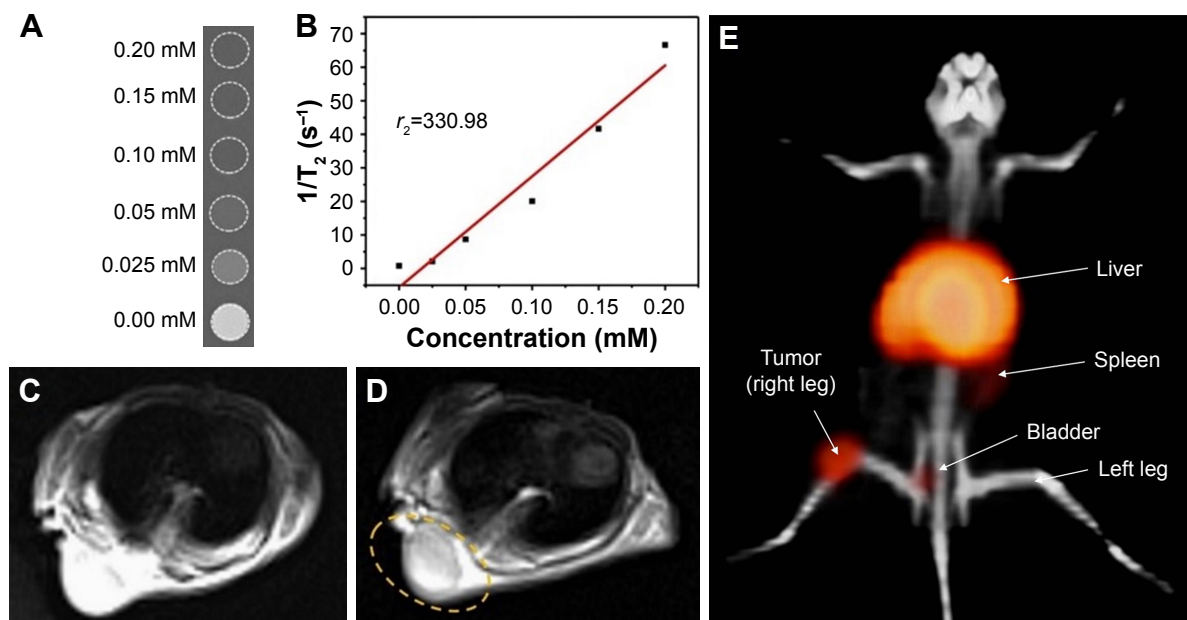 A
0.20 mM
0.15 mM
0.10 mM
0.05 mM
0.025 mM
0.00 mM
B
70
60
50
40
30
20
10
0
1/T2 (s–1)
r2=330.98
0.00
0.05
0.10
0.15
0.20
Concentration (mM)
C
D
E
Liver
Spleen
Tumor
(right leg)
Bladder
Left leg